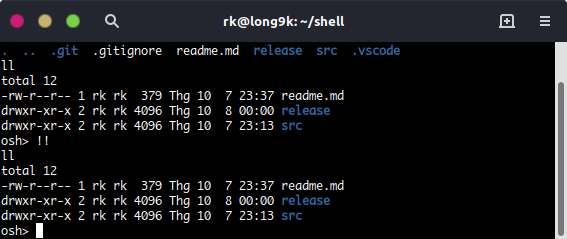 rk@long9k: ~/shell
.  ..  .git  .gitignore  readme.md  release  src  .vscode
ll
total 12
-rw-r--r-- 1 rk rk  379 Thg 10  7 23:37 readme.md
drwxr-xr-x 2 rk rk 4096 Thg 10  8 00:00 release
drwxr-xr-x 2 rk rk 4096 Thg 10  7 23:13 src
osh> !!
ll
total 12
-rw-r--r-- 1 rk rk  379 Thg 10  7 23:37 readme.md
drwxr-xr-x 2 rk rk 4096 Thg 10  8 00:00 release
drwxr-xr-x 2 rk rk 4096 Thg 10  7 23:13 src
osh>